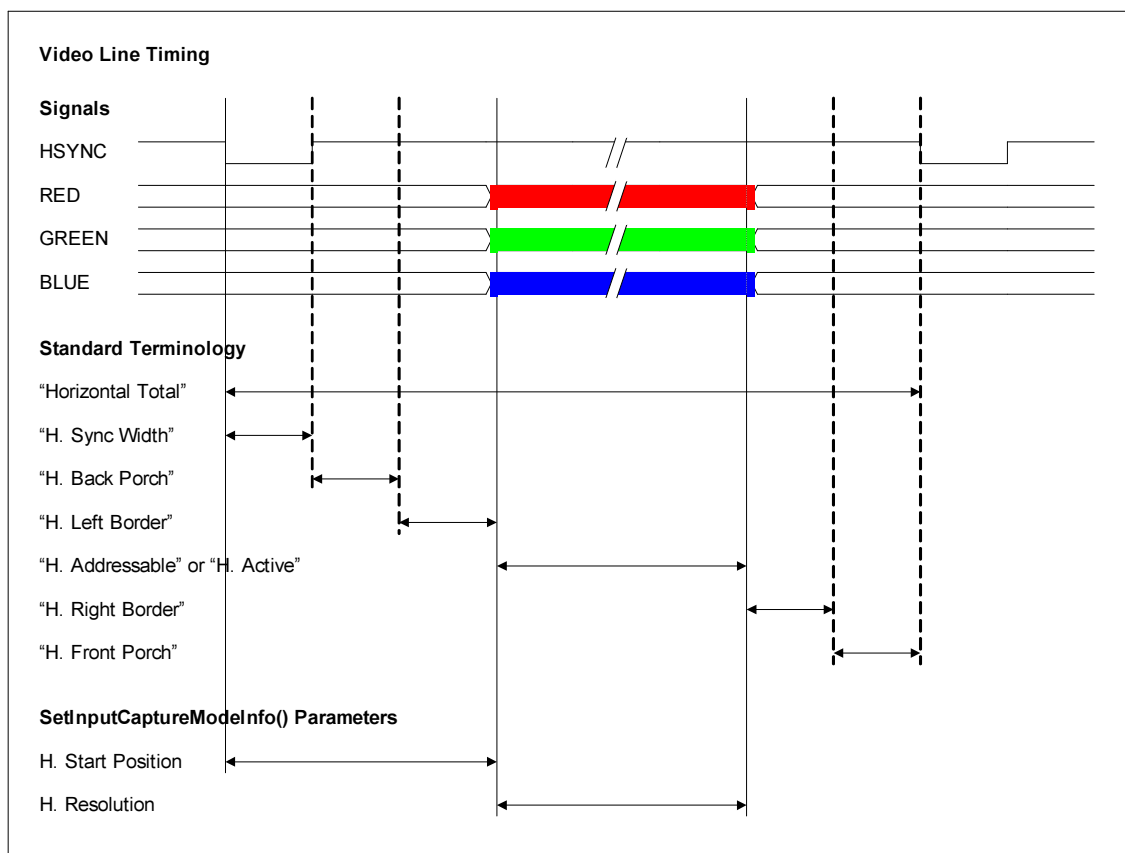 Video Line Timing
Signals
HSYNC
RED
GREEN
BLUE
Standard Terminology
“Horizontal Total”
“H. Sync Width”
“H. Back Porch”
“H. Left Border”
“H. Addressable” or “H. Active”
“H. Right Border”
“H. Front Porch”
SetInputCaptureModeInfo() Parameters
H. Start Position
H. Resolution